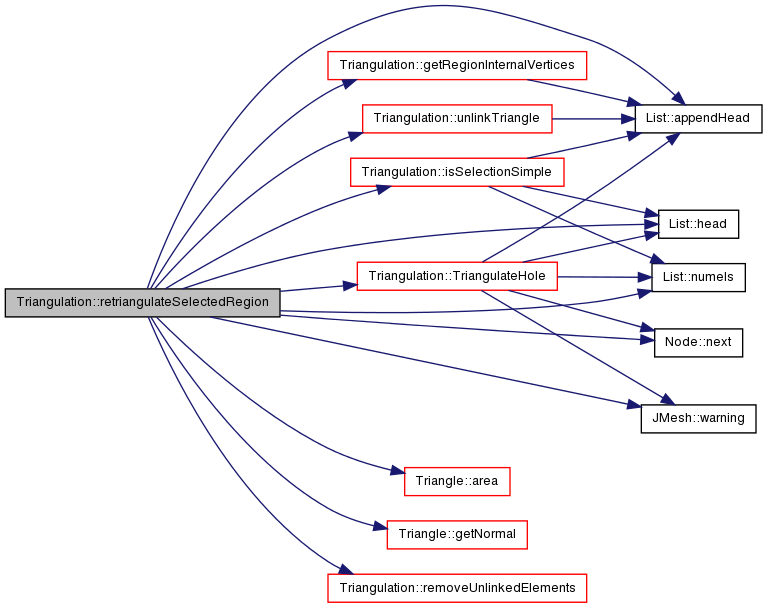 Triangulation::getRegionInternalVertices
Triangulation::unlinkTriangle
List::appendHead
Triangulation::isSelectionSimple
List::head
Triangulation::TriangulateHole
List::numels
Triangulation::retriangulateSelectedRegion
Node::next
JMesh::warning
Triangle::area
Triangle::getNormal
Triangulation::removeUnlinkedElements